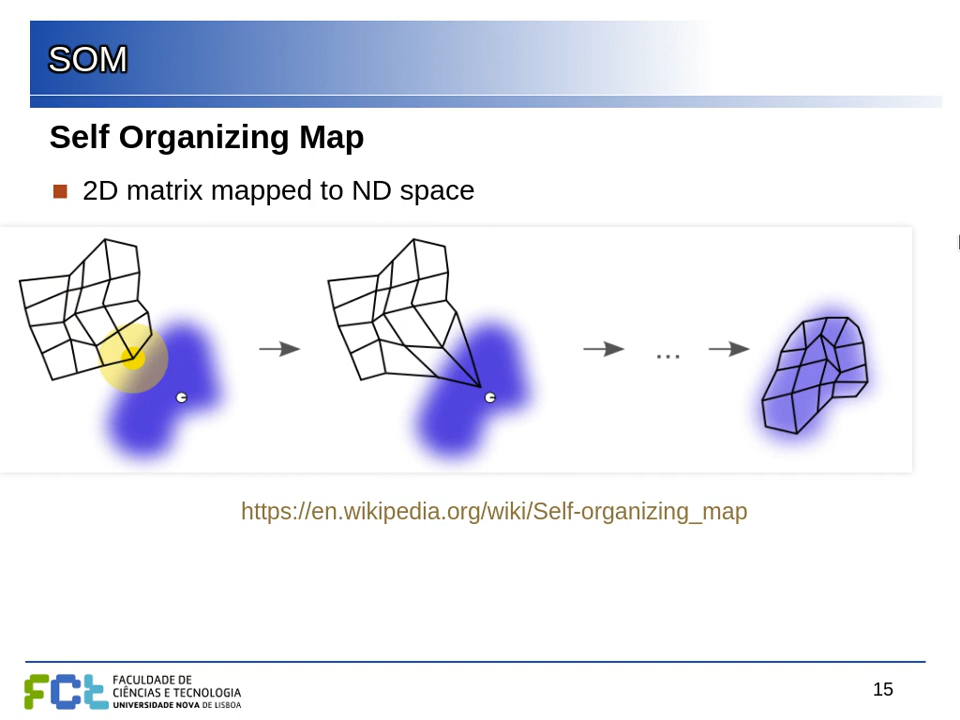 SOM
Self Organizing Map
2D matrix mapped to ND space
...
https://en.wikipedia.org/wiki/Self-organizing_map
FCt
FACULDADE DE
CIÊNCIAS E TECNOLOGIA
UNIVERSIDADE NOVA DE LISBOA
15